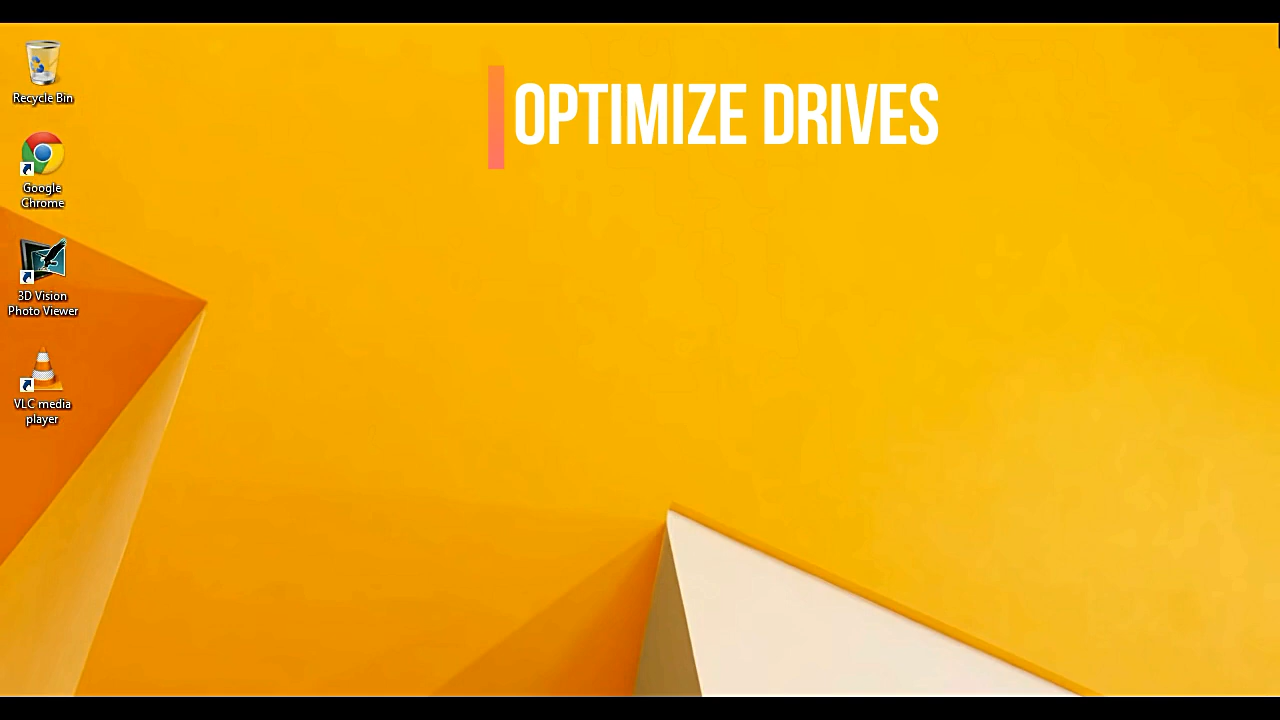 OPTIMIZE DRIVES
Recycle Bin
Google
Chrome
3D Vision
Photo Viewer
VLC media
player